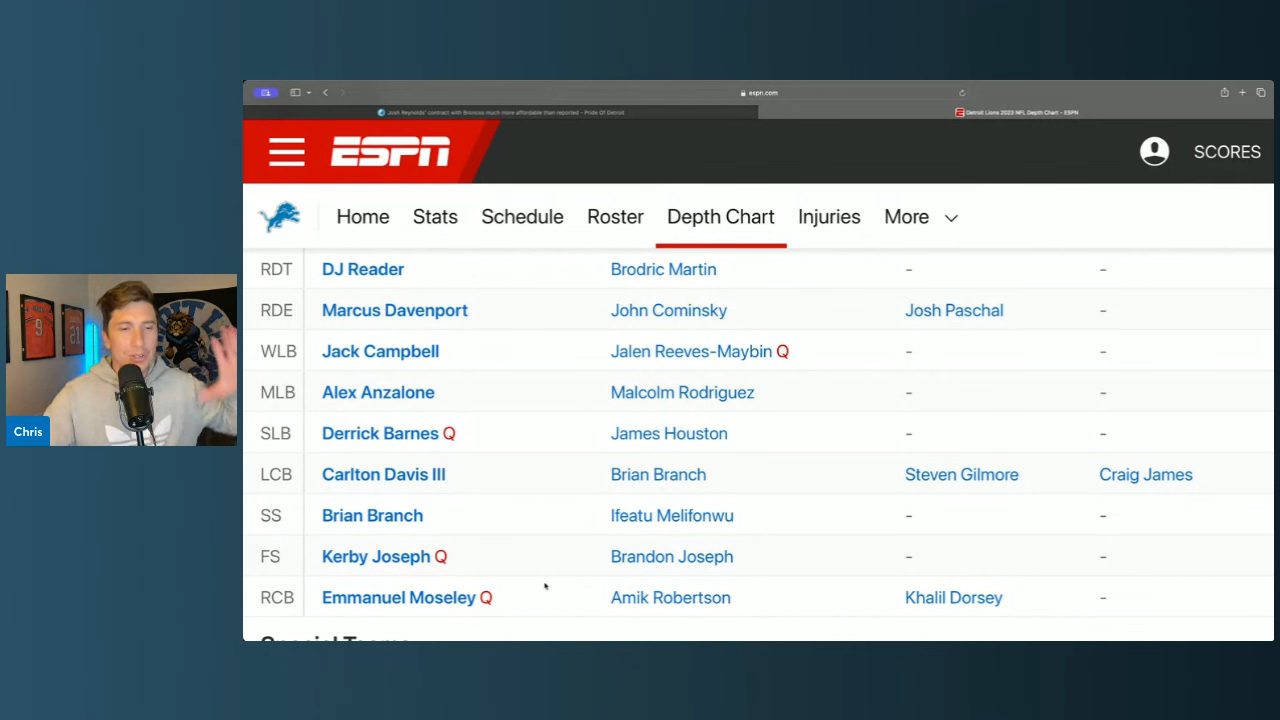 espn.com
Josh Reynolds' contract with Broncos much more affordable than reported - Pride Of Detroit
Detroit Lions 2023 NFL Depth Chart - ESPN
ESPN
SCORES
Home Stats Schedule Roster Depth Chart Injuries More
RDT DJ Reader Brodric Martin - -
RDE Marcus Davenport John Cominsky Josh Paschal -
WLB Jack Campbell Jalen Reeves-Maybin Q - -
MLB Alex Anzalone Malcolm Rodriguez - -
SLB Derrick Barnes Q James Houston - -
LCB Carlton Davis III Brian Branch Steven Gilmore Craig James
SS Brian Branch Ifeatu Melifonwu - -
FS Kerby Joseph Q Brandon Joseph - -
RCB Emmanuel Moseley Q Amik Robertson Khalil Dorsey -
Special Teams
9
21
Chris